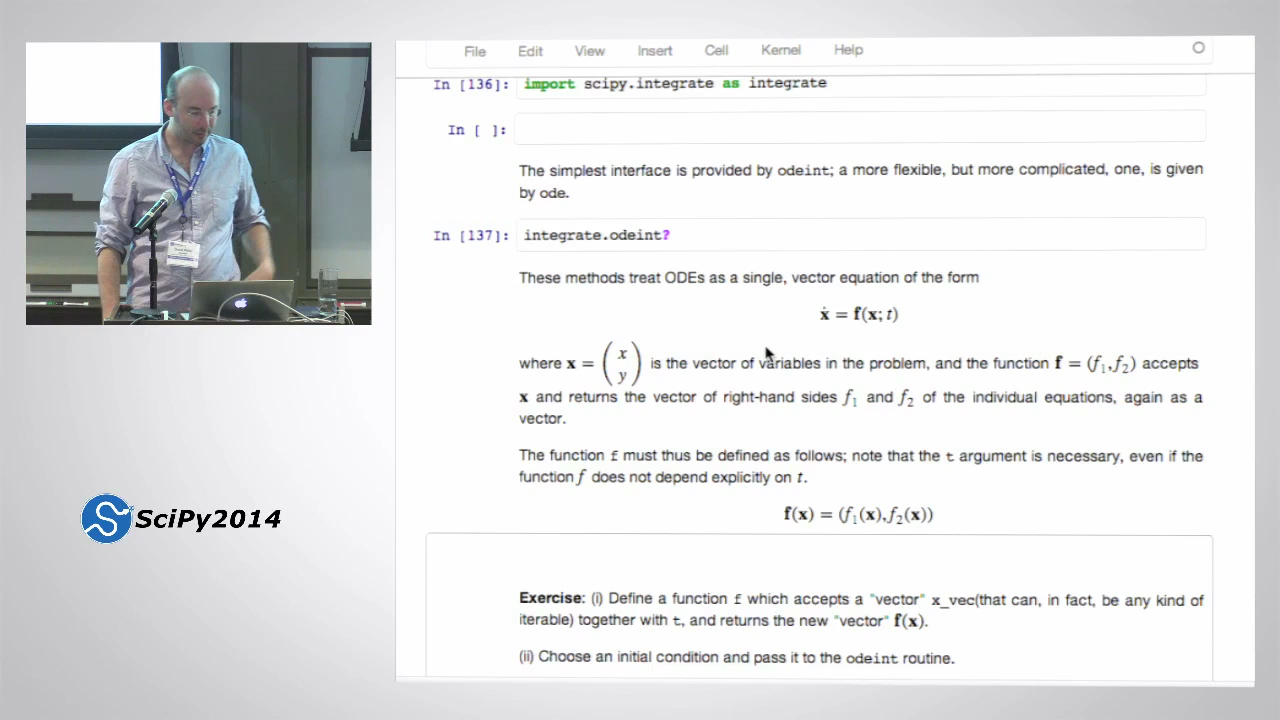 File Edit View Insert Cell Kernel Help
In [136]: import scipy.integrate as integrate
In [ ]:
The simplest interface is provided by odeint; a more flexible, but more complicated, one, is given
by ode.
In [137]: integrate.odeint?
These methods treat ODEs as a single, vector equation of the form
ẋ = f(x; t)
where x = (x y) is the vector of variables in the problem, and the function f = (f₁,f₂) accepts
x and returns the vector of right-hand sides f₁ and f₂ of the individual equations, again as a
vector.
The function f must thus be defined as follows; note that the t argument is necessary, even if the
function f does not depend explicitly on t.
f(x) = (f₁(x),f₂(x))
Exercise: (i) Define a function f which accepts a "vector" x_vec(that can, in fact, be any kind of
iterable) together with t, and returns the new "vector" f(x).
(ii) Choose an initial condition and pass it to the odeint routine.
SciPy2014